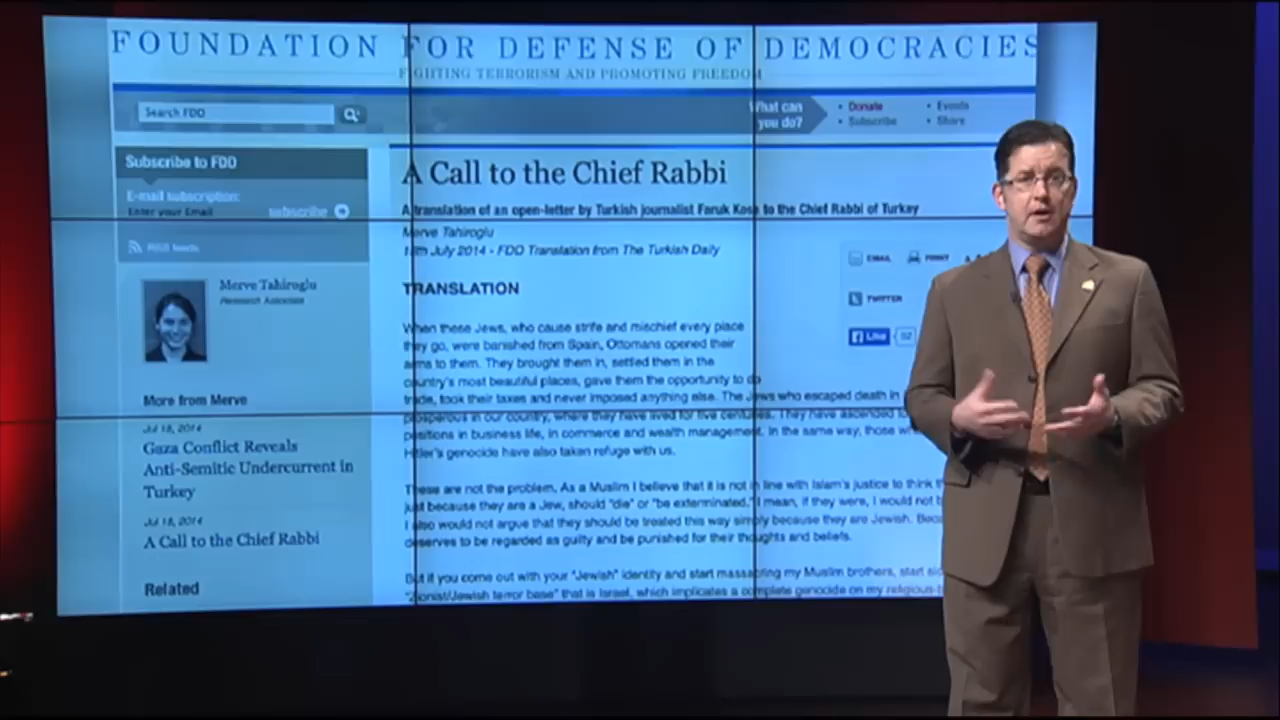 FOUNDATION FOR DEFENSE OF DEMOCRACIES
FIGHTING TERRORISM AND PROMOTING FREEDOM
Search FDD
What can
you do?
• Donate
• Events
• Subscribe
• Share
Subscribe to FDD
E-mail subscription:
Enter your Email
subscribe
RSS feeds
Merve Tahiroglu
Research Associate
More from Merve
Jul 18, 2014
Gaza Conflict Reveals
Anti-Semitic Undercurrent in
Turkey
Jul 18, 2014
A Call to the Chief Rabbi
Related
A Call to the Chief Rabbi
A translation of an open-letter by Turkish journalist Faruk Kose to the Chief Rabbi of Turkey
Merve Tahiroglu
July 2014 - FDD Translation from The Turkish Daily
EMAIL
PRINT
TWITTER
Like
TRANSLATION
When these Jews, who cause strife and mischief every place
they go, were banished from Spain, Ottomans opened their
arms to them. They brought them in, settled them in the
country's most beautiful places, gave them the opportunity to do
trade, took their taxes and never imposed anything else. The Jews who escaped death in
prosperous in our country, where they have lived for five centuries. They have ascended
positions in business life, in commerce and wealth management. In the same way, those
Hitler's genocide have also taken refuge with us.
These are not the problem. As a Muslim I believe that it is not in line with Islam's justice to think
just because they are a Jew, should "die" or "be exterminated." I mean, if they were, I would not
I also would not argue that they should be treated this way simply because they are Jewish.
deserves to be regarded as guilty and be punished for their thoughts and beliefs.
But if you come out with your "Jewish" identity and start massacring my Muslim brothers, start
"Zionist/Jewish terror base" that is Israel, which implicates a complete genocide on my